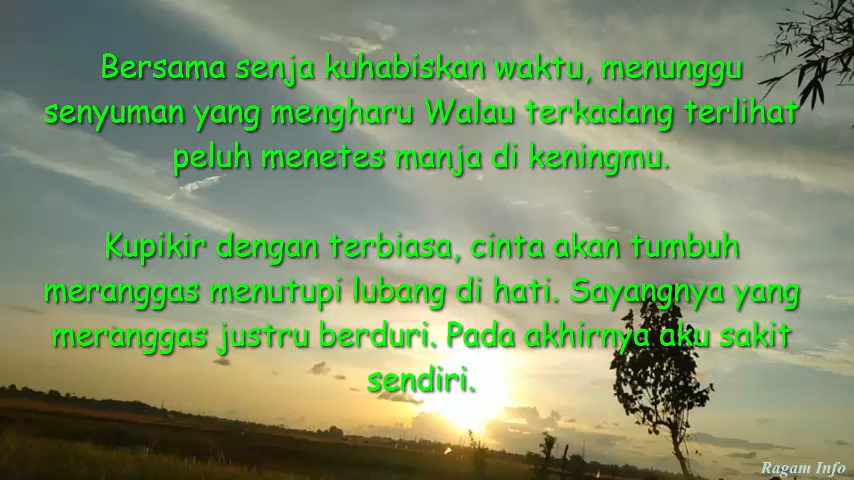 Bersama senja kuhabiskan waktu, menunggu
senyuman yang mengharu Walau terkadang terlihat
peluh menetes manja di keningmu.
Kupikir dengan terbiasa, cinta akan tumbuh
meranggas menutupi lubang di hati. Sayangnya yang
meranggas justru berduri. Pada akhirnya aku sakit
sendiri.
Ragam Info